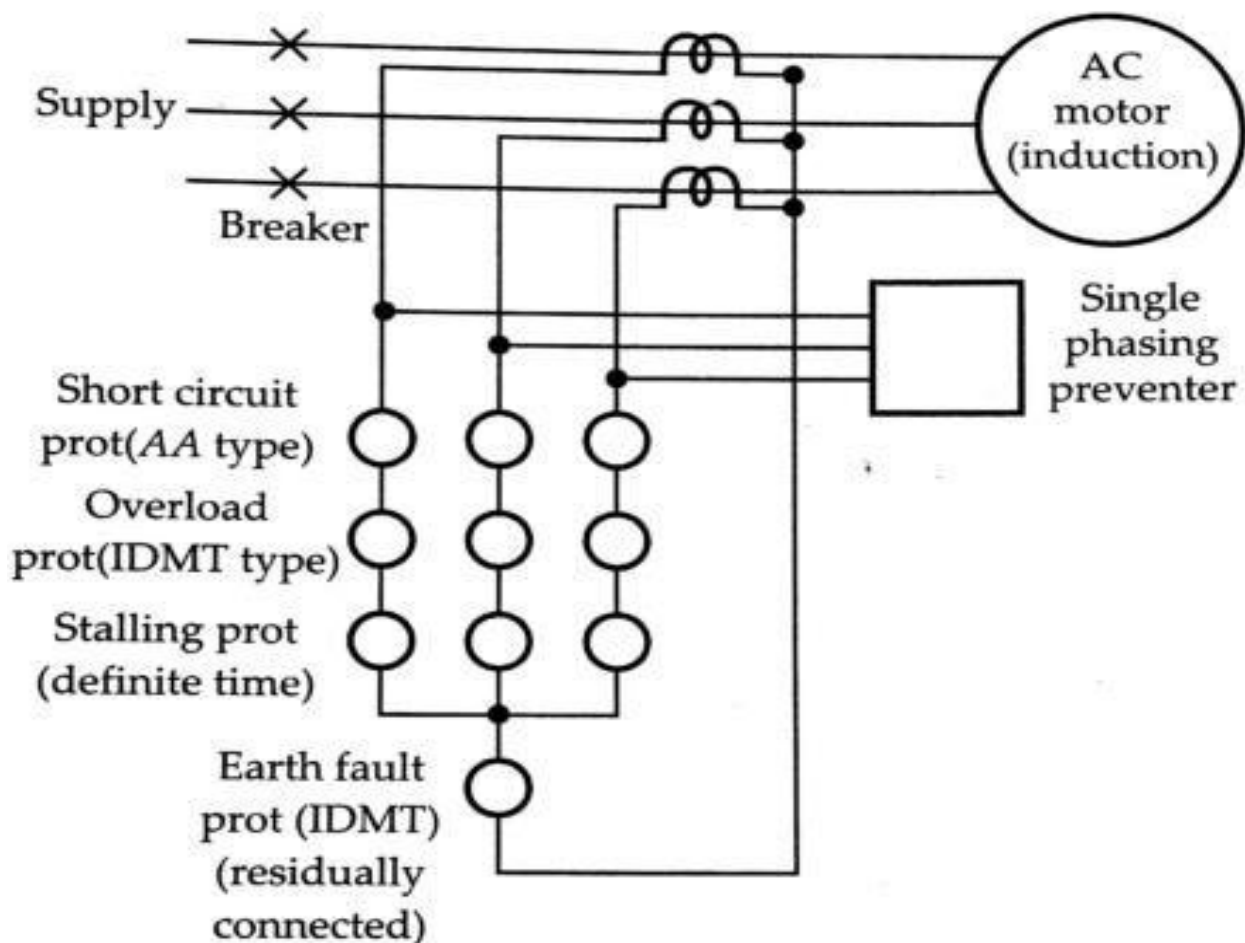 Supply
Breaker
AC
motor
(induction)
Single
phasing
preventer
Short circuit
prot(AA type)
Overload
prot(IDMT type)
Stalling prot
(definite time)
Earth fault
prot (IDMT)
(residually
connected)